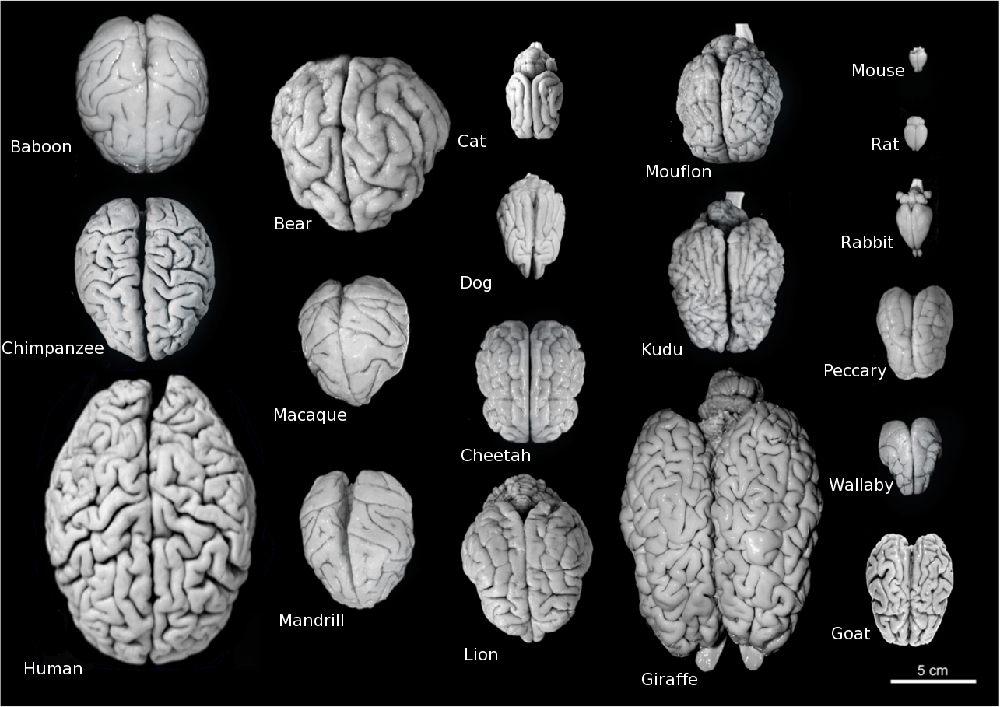 Baboon
Chimpanzee
Human
Bear
Macaque
Mandrill
Cat
Dog
Cheetah
Lion
Mouflon
Kudu
Giraffe
Mouse
Rat
Rabbit
Peccary
Wallaby
Goat
5 cm